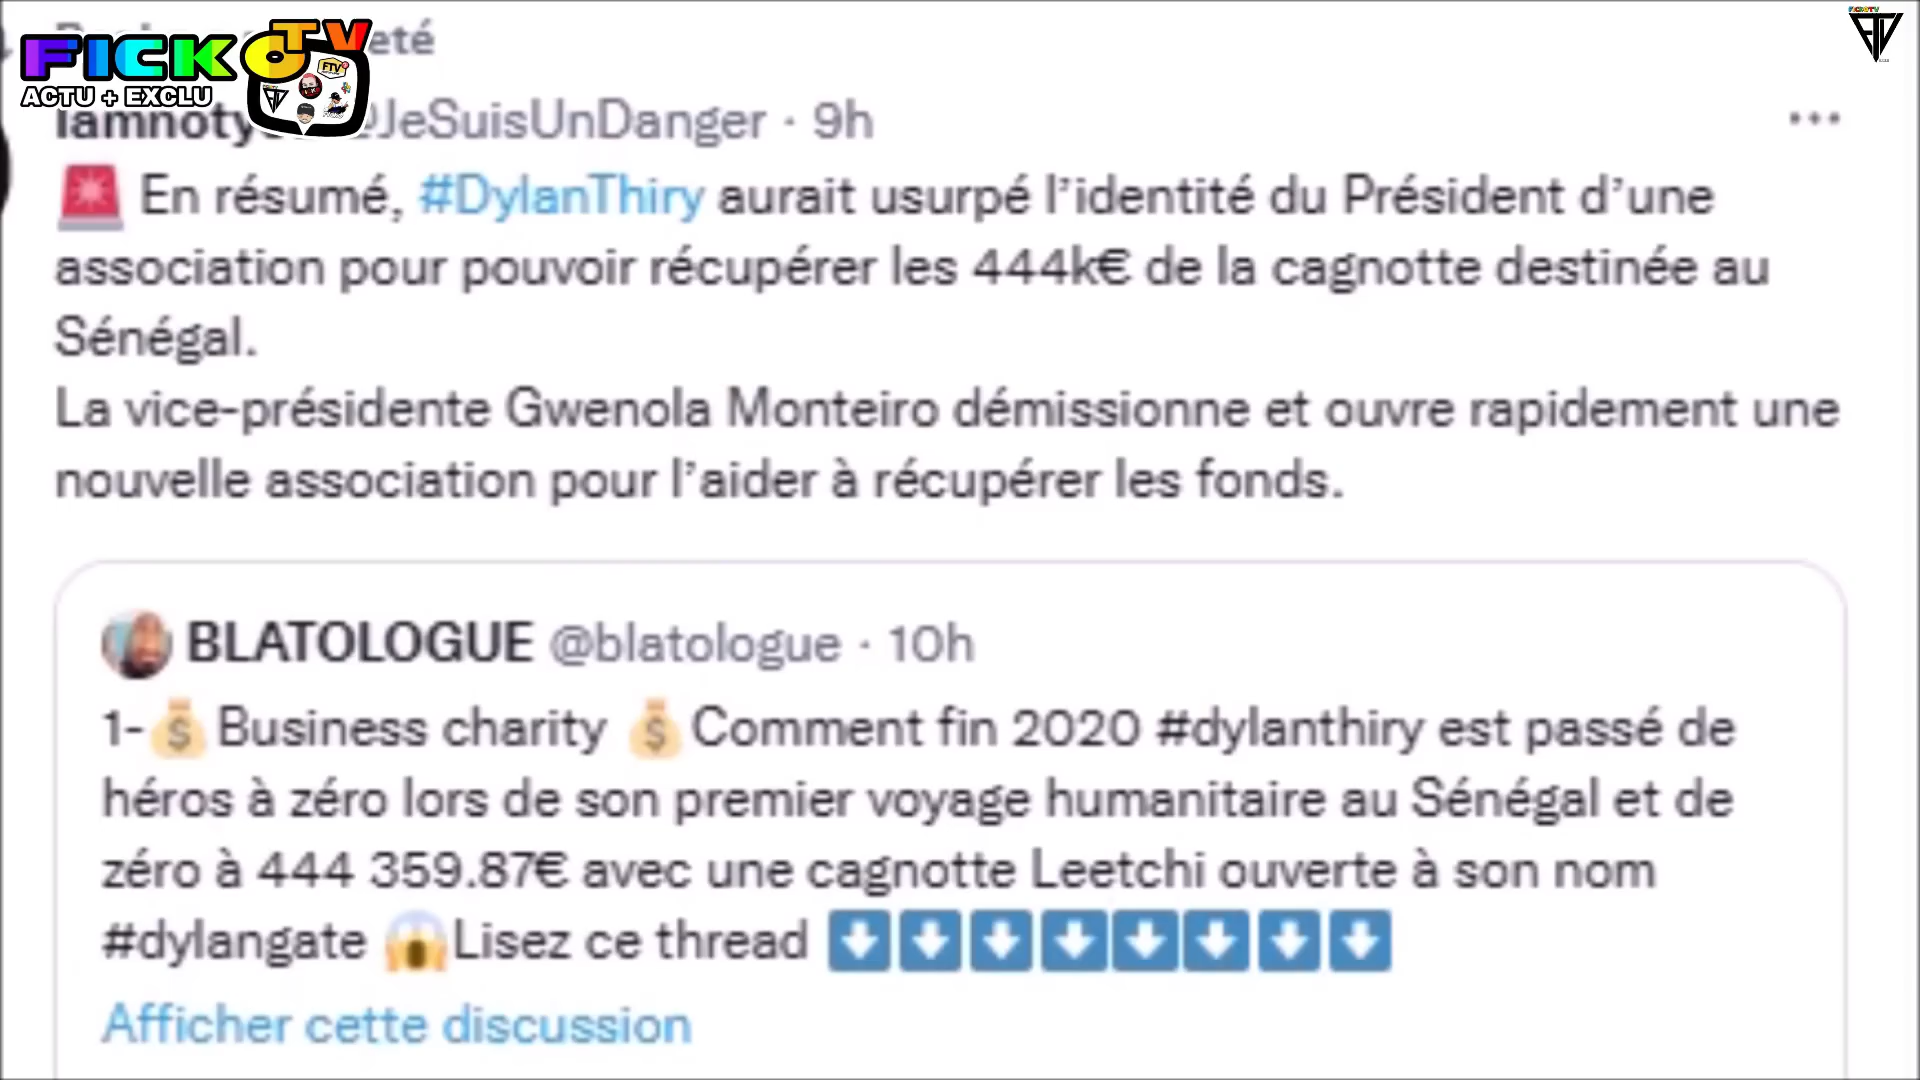 FICKO TV
ACTU + EXCLU
eté
Iamnoty @JeSuisUnDanger · 9h
En résumé, #DylanThiry aurait usurpé l’identité du Président d’une
association pour pouvoir récupérer les 444k€ de la cagnotte destinée au
Sénégal.
La vice-présidente Gwenola Monteiro démissionne et ouvre rapidement une
nouvelle association pour l’aider à récupérer les fonds.
BLATOLOGUE @blatologue · 10h
1-💰Business charity 💰Comment fin 2020 #dylanthiry est passé de
héros à zéro lors de son premier voyage humanitaire au Sénégal et de
zéro à 444 359.87€ avec une cagnotte Leetchi ouverte à son nom
#dylangate 😱Lisez ce thread ⬇⬇⬇⬇⬇⬇⬇⬇
Afficher cette discussion